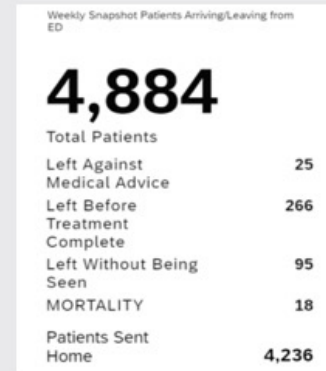 Weekly Snapshot Patients Arriving/Leaving from
ED
4,884
Total Patients
Left Against 25
Medical Advice
Left Before 266
Treatment
Complete
Left Without Being 95
Seen
MORTALITY 18
Patients Sent
Home 4,236